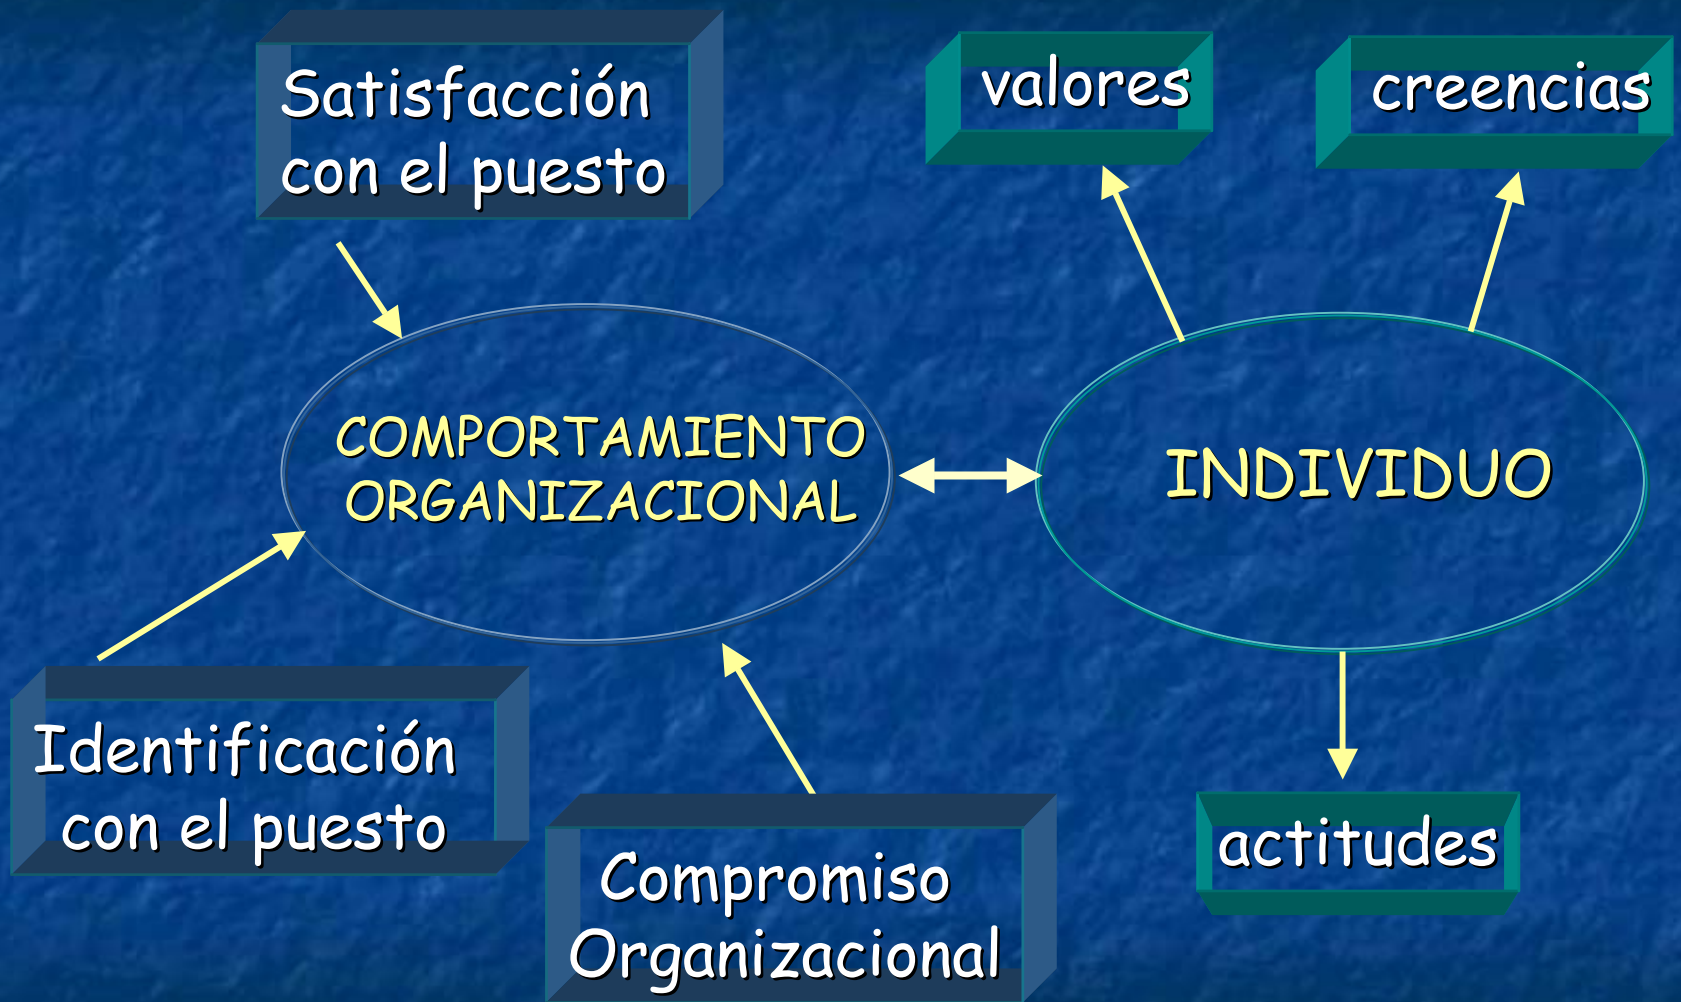 Satisfacción
con el puesto
valores
creencias
COMPORTAMIENTO
ORGANIZACIONAL
INDIVIDUO
Identificación
con el puesto
Compromiso
Organizacional
actitudes